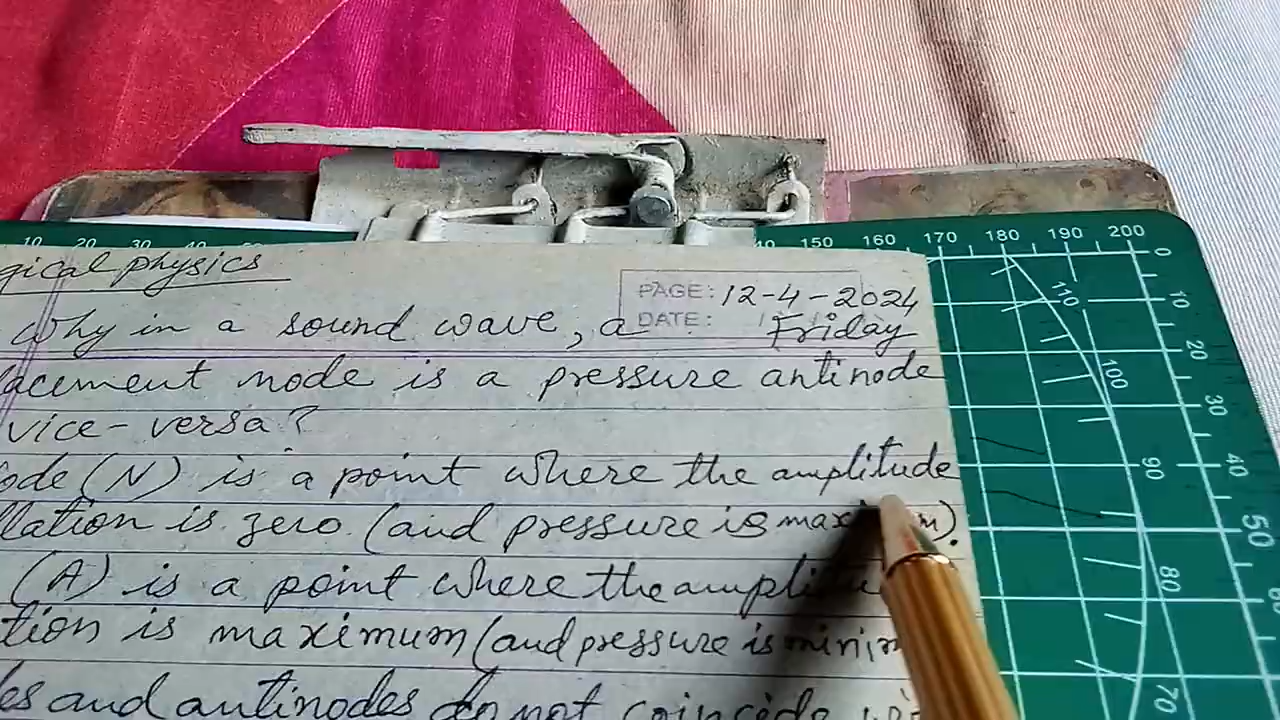 10 20 30 40 150 160 170 180 190 200
gical physics
PAGE: 12-4-2024
DATE: Friday
Why in a sound wave, a
acement node is a pressure antinode
vice-versa?
ode (N) is a point where the amplitude
llation is zero (and pressure is maximum).
(A) is a point where the amplitu
tion is maximum (and pressure is minim
les and antinodes do not coincide
0
10
20
30
40
50
110
100
90
80
70